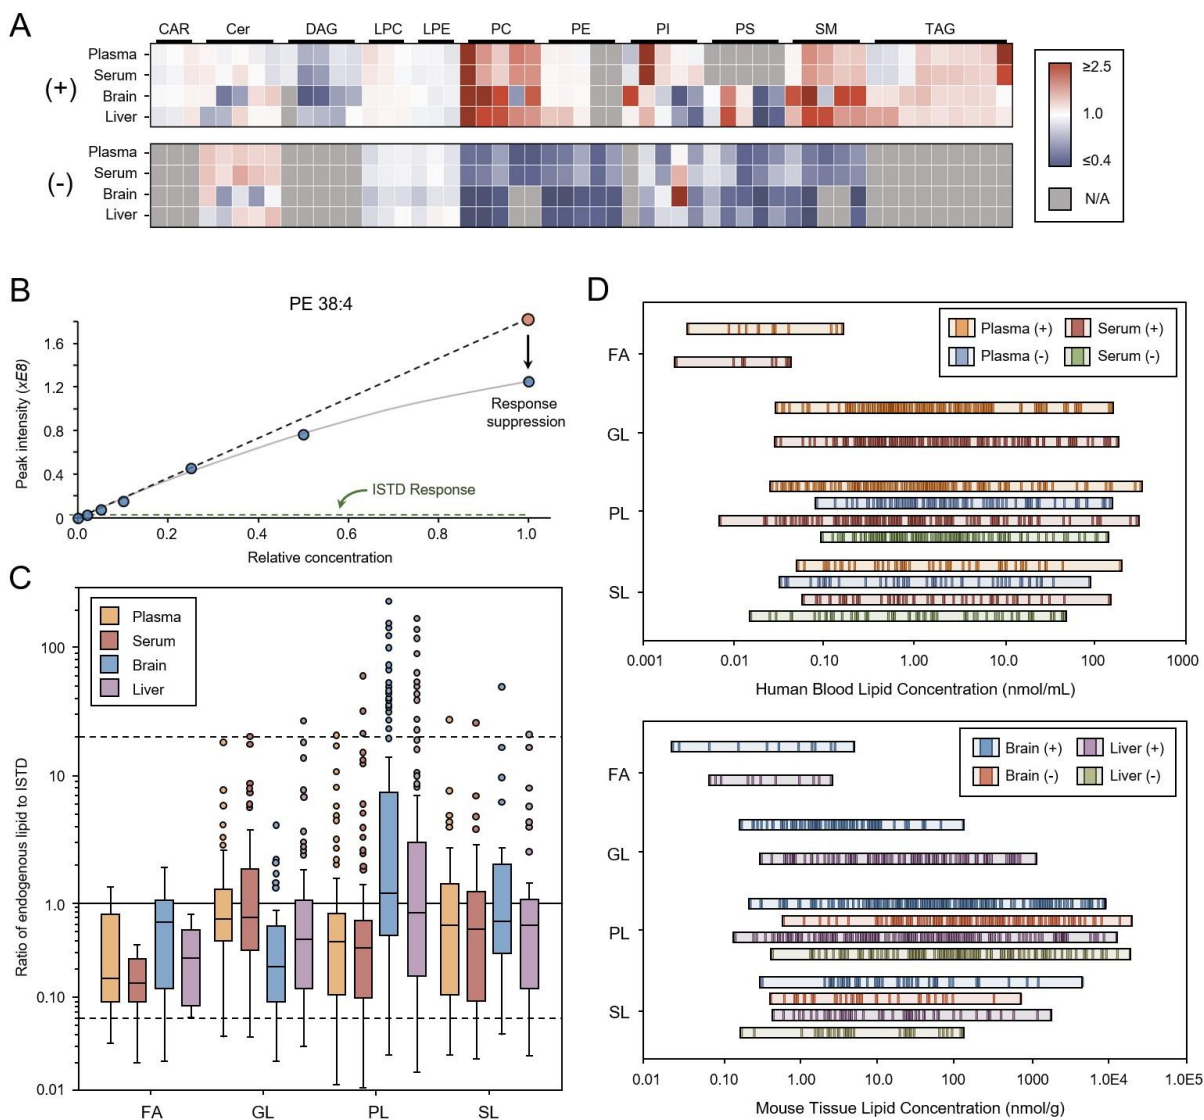 A
CAR Cer DAG LPC LPE PC PE PI PS SM TAG
(+)
Plasma
Serum
Brain
Liver
(-)
Plasma
Serum
Brain
Liver
≥2.5
1.0
≤0.4
N/A
B
PE 38:4
Peak intensity (xE8)
1.6
1.2
0.8
0.4
0
0.0 0.2 0.4 0.6 0.8 1.0
Relative concentration
Response
suppression
ISTD Response
C
Plasma
Serum
Brain
Liver
Ratio of endogenous lipid to ISTD
100
10
1.0
0.10
0.01
FA GL PL SL
D
Plasma (+) Serum (+)
Plasma (-) Serum (-)
FA
GL
PL
SL
0.001 0.01 0.10 1.00 10.0 100 1000
Human Blood Lipid Concentration (nmol/mL)
Brain (+) Liver (+)
Brain (-) Liver (-)
FA
GL
PL
SL
0.01 0.10 1.00 10.0 100 1000 1.0E4 1.0E5
Mouse Tissue Lipid Concentration (nmol/g)